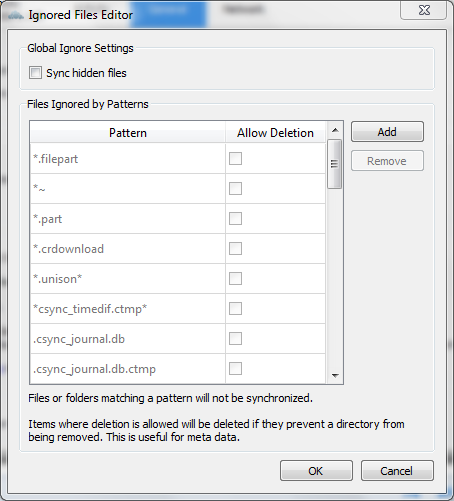 Ignored Files Editor
Global Ignore Settings
Sync hidden files
Files Ignored by Patterns
Pattern Allow Deletion
Add
*.filepart
Remove
*~
*.part
*.crdownload
*.unison*
*csync_timedif.ctmp*
.csync_journal.db
.csync_journal.db.ctmp
Files or folders matching a pattern will not be synchronized.
Items where deletion is allowed will be deleted if they prevent a directory from
being removed. This is useful for meta data.
OK Cancel